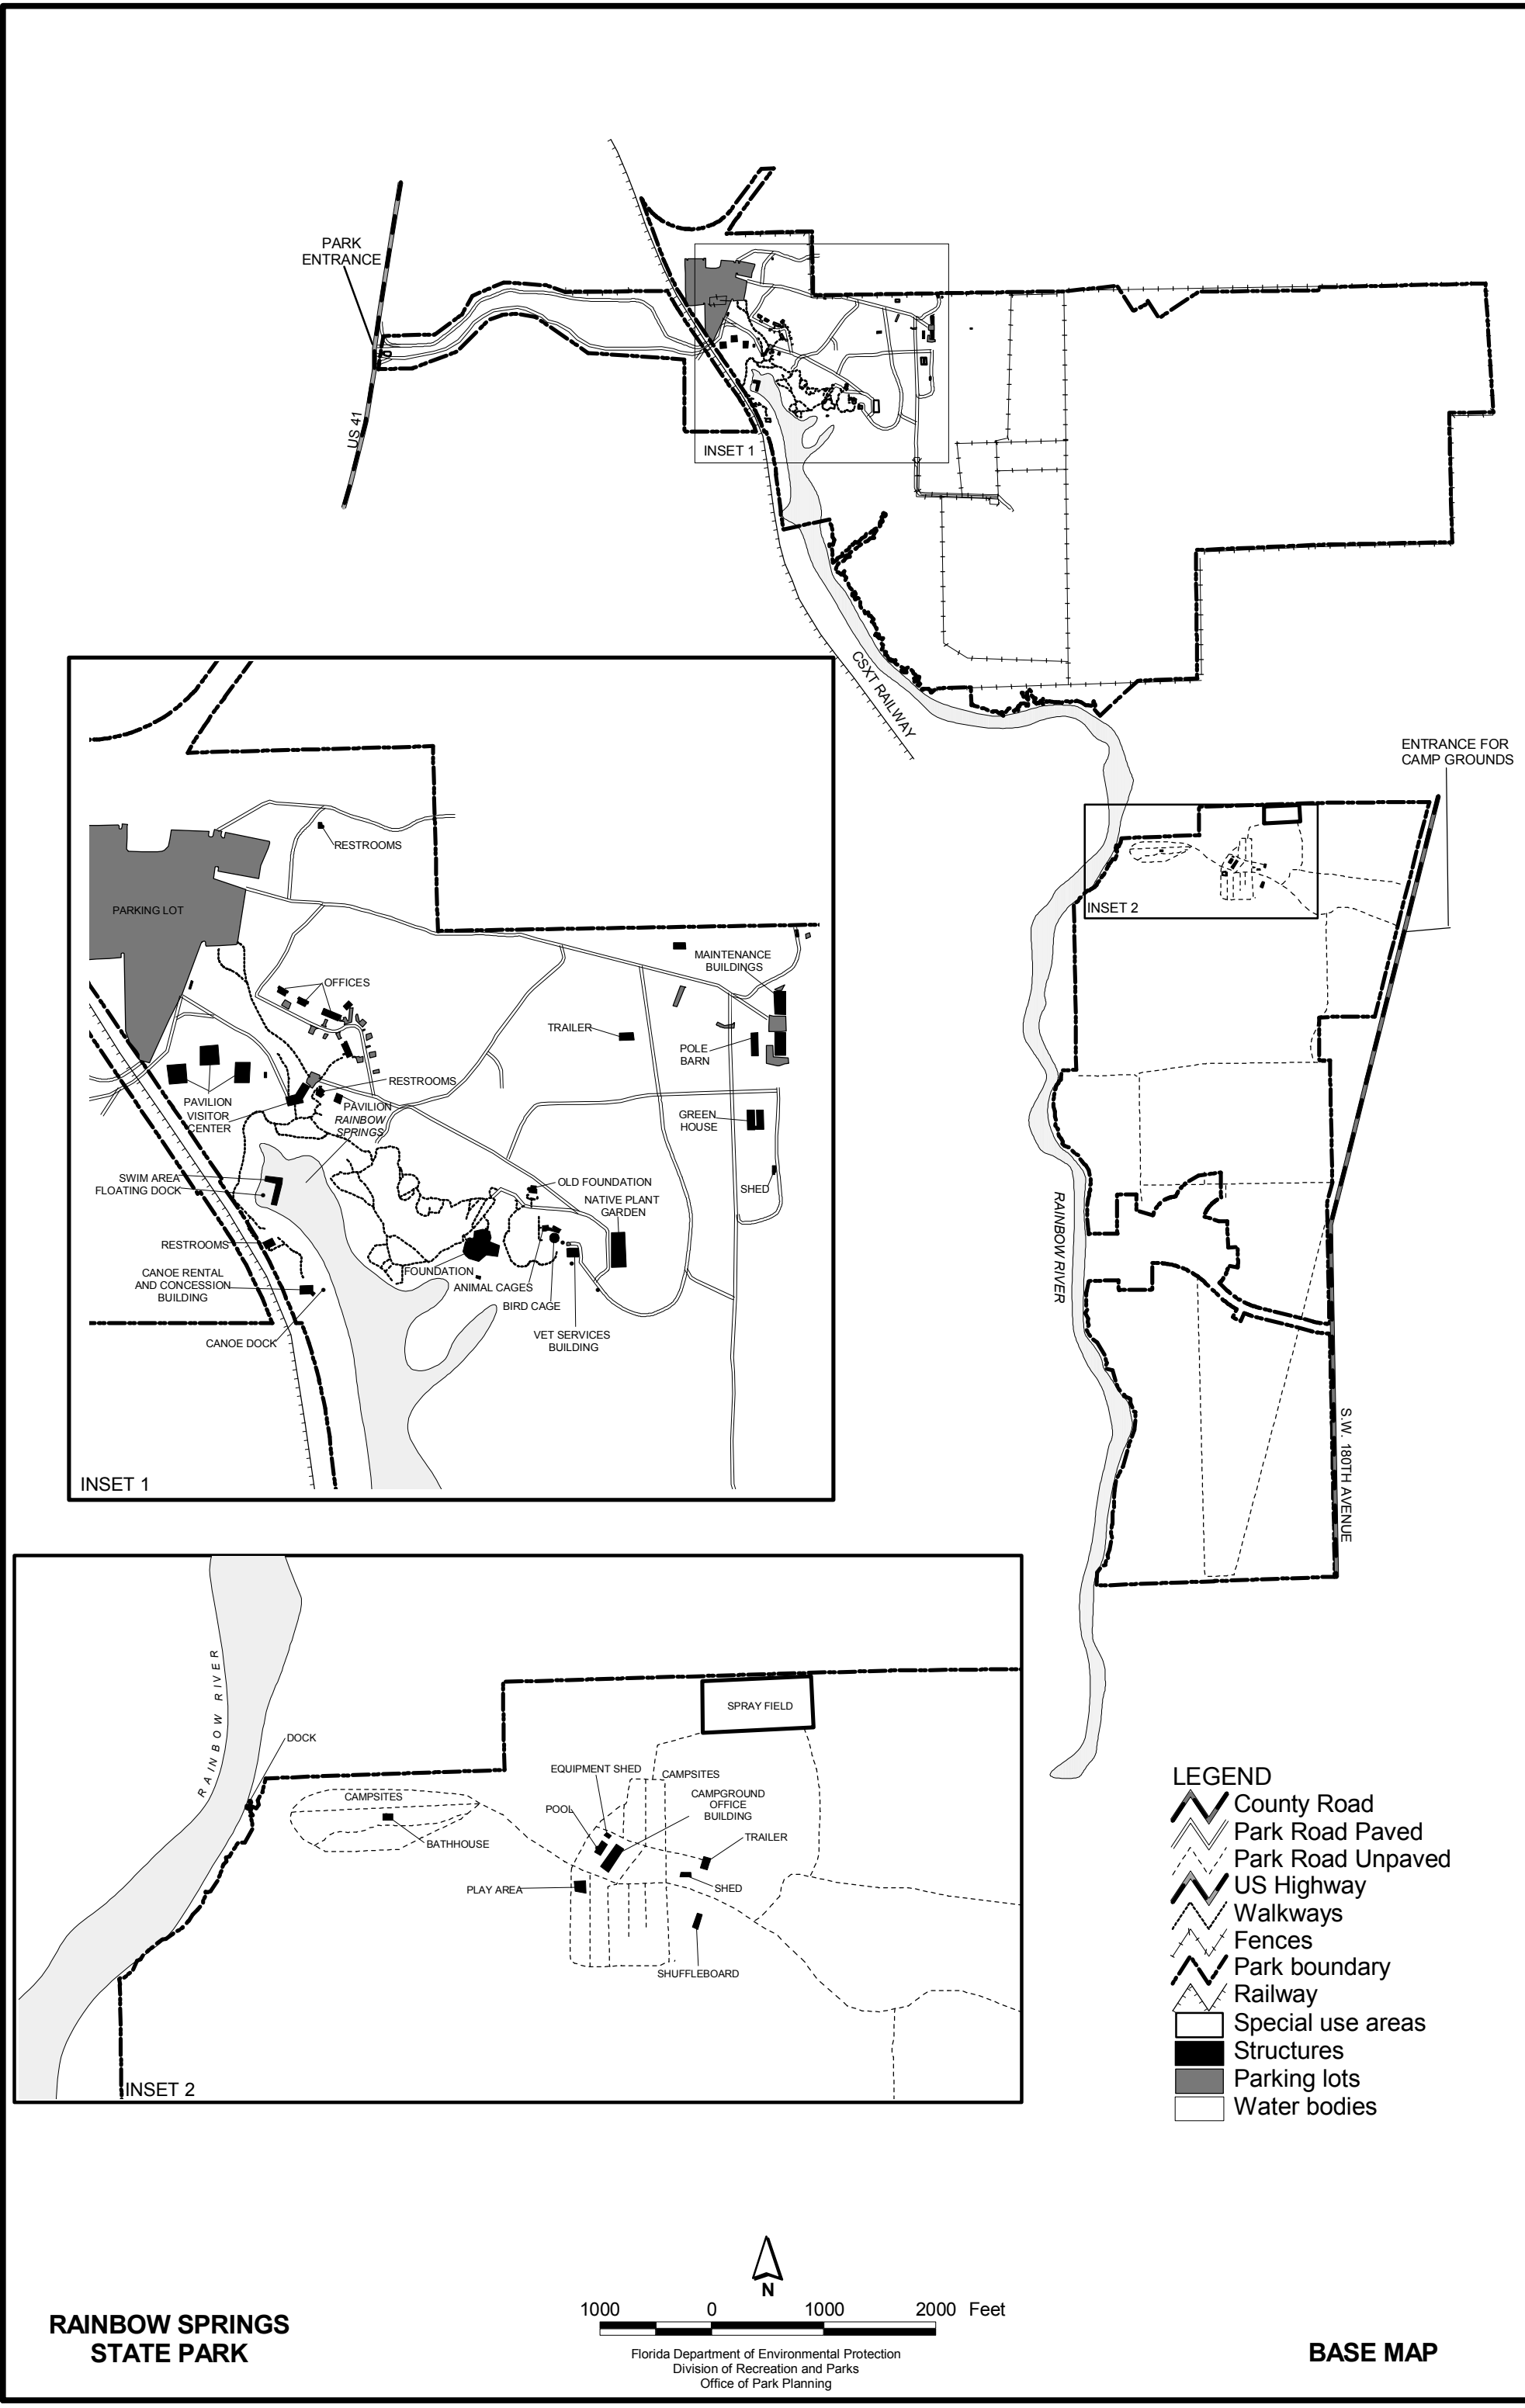 PARK
ENTRANCE
US 41
INSET 1
CSXT RAILWAY
ENTRANCE FOR
CAMP GROUNDS
INSET 2
RAINBOW RIVER
S.W. 180TH AVENUE
RESTROOMS
PARKING LOT
OFFICES
MAINTENANCE
BUILDINGS
TRAILER
POLE
BARN
RESTROOMS
PAVILION
VISITOR
CENTER
PAVILION
RAINBOW
SPRINGS
GREEN
HOUSE
SWIM AREA
FLOATING DOCK
OLD FOUNDATION
NATIVE PLANT
GARDEN
SHED
RESTROOMS
CANOE RENTAL
AND CONCESSION
BUILDING
FOUNDATION
ANIMAL CAGES
BIRD CAGE
VET SERVICES
BUILDING
CANOE DOCK
INSET 1
RAINBOW RIVER
DOCK
SPRAY FIELD
EQUIPMENT SHED
CAMPSITES
CAMPSITES
CAMPGROUND
OFFICE
BUILDING
POOL
BATHHOUSE
TRAILER
PLAY AREA
SHED
SHUFFLEBOARD
INSET 2
LEGEND
County Road
Park Road Paved
Park Road Unpaved
US Highway
Walkways
Fences
Park boundary
Railway
Special use areas
Structures
Parking lots
Water bodies
N
1000 0 1000 2000 Feet
Florida Department of Environmental Protection
Division of Recreation and Parks
Office of Park Planning
RAINBOW SPRINGS
STATE PARK
BASE MAP